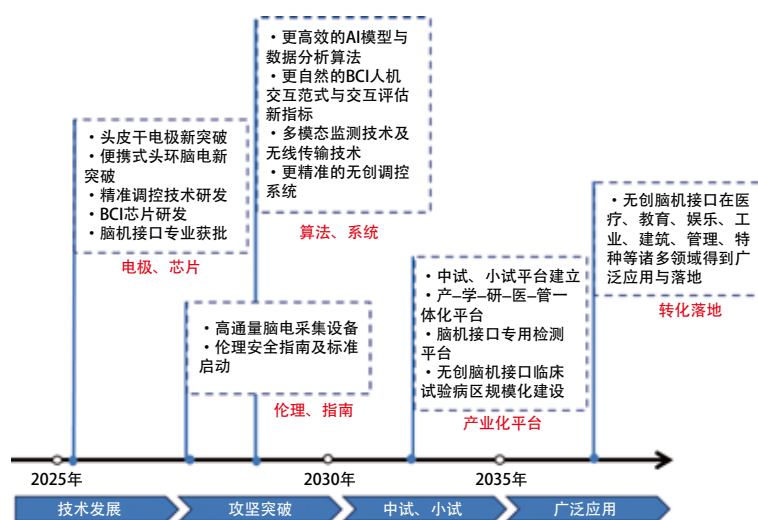 ・头皮干电极新突破
・便携式头环脑电新
突破
・精准调控技术研发
・BCI芯片研发
・脑机接口专业获批
电极、芯片
・高通量脑电采集设备
・伦理安全指南及标准
启动
伦理、指南
・更高效的AI模型与
数据分析算法
・更自然的BCI人机
交互范式与交互评估
新指标
・多模态监测技术及
无线传输技术
・更精准的无创调控
系统
算法、系统
・中试、小试平台建立
・产–学–研–医–管一
体化平台
・脑机接口专用检测
平台
・无创脑机接口临床
试验病区规模化建设
产业化平台
・无创脑机接口在医
疗、教育、娱乐、工
业、建筑、管理、特
种等诸多领域得到广
泛应用与落地
转化落地
2025年
2030年
2035年
技术发展
攻坚突破
中试、小试
广泛应用